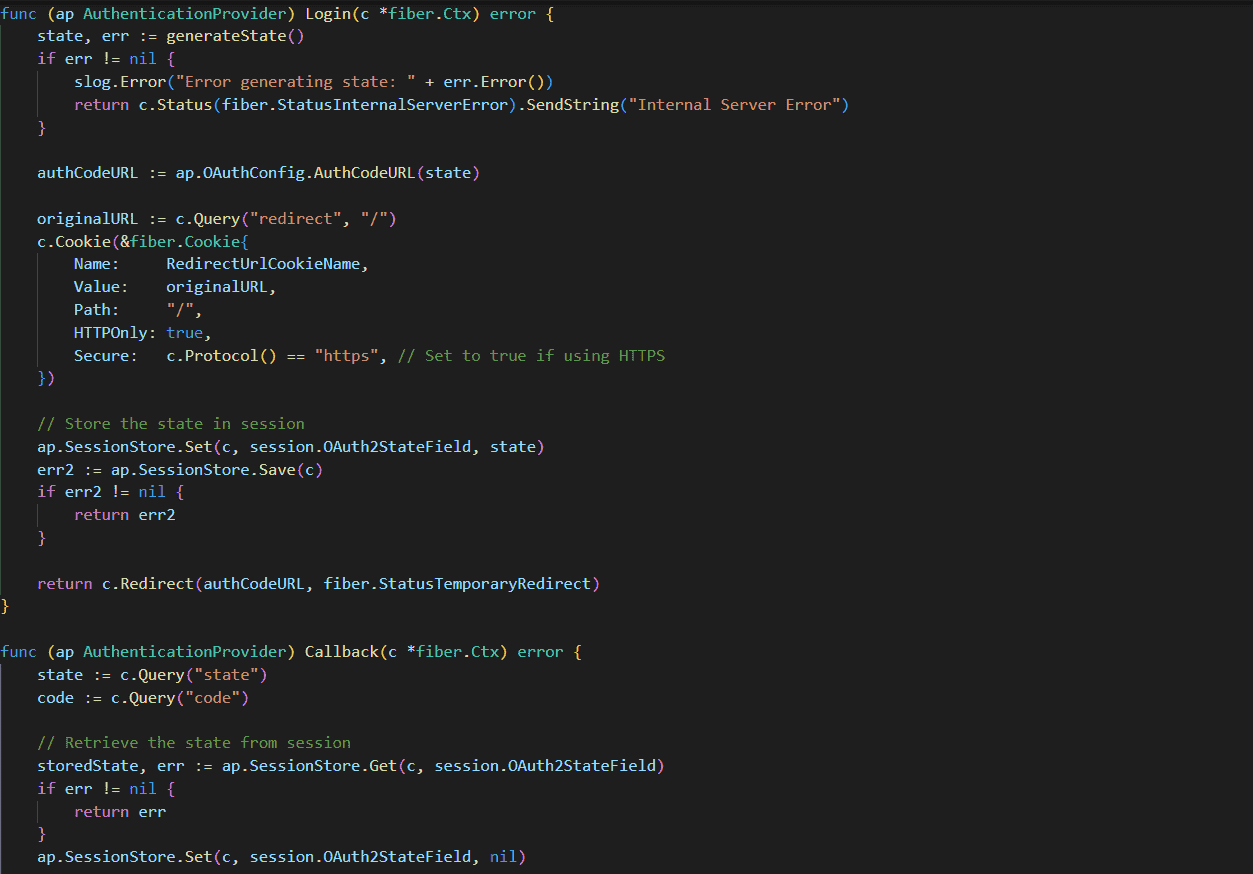 func (ap AuthenticationProvider) Login(c *fiber.Ctx) error {
    state, err := generateState()
    if err != nil {
        slog.Error("Error generating state: " + err.Error())
        return c.Status(fiber.StatusInternalServerError).SendString("Internal Server Error")
    }

    authCodeURL := ap.OAuthConfig.AuthCodeURL(state)

    originalURL := c.Query("redirect", "/")
    c.Cookie(&fiber.Cookie{
        Name:     RedirectUrlCookieName,
        Value:    originalURL,
        Path:     "/",
        HTTPOnly: true,
        Secure:   c.Protocol() == "https", // Set to true if using HTTPS
    })

    // Store the state in session
    ap.SessionStore.Set(c, session.OAuth2StateField, state)
    err2 := ap.SessionStore.Save(c)
    if err2 != nil {
        return err2
    }

    return c.Redirect(authCodeURL, fiber.StatusTemporaryRedirect)
}

func (ap AuthenticationProvider) Callback(c *fiber.Ctx) error {
    state := c.Query("state")
    code := c.Query("code")

    // Retrieve the state from session
    storedState, err := ap.SessionStore.Get(c, session.OAuth2StateField)
    if err != nil {
        return err
    }
    ap.SessionStore.Set(c, session.OAuth2StateField, nil)